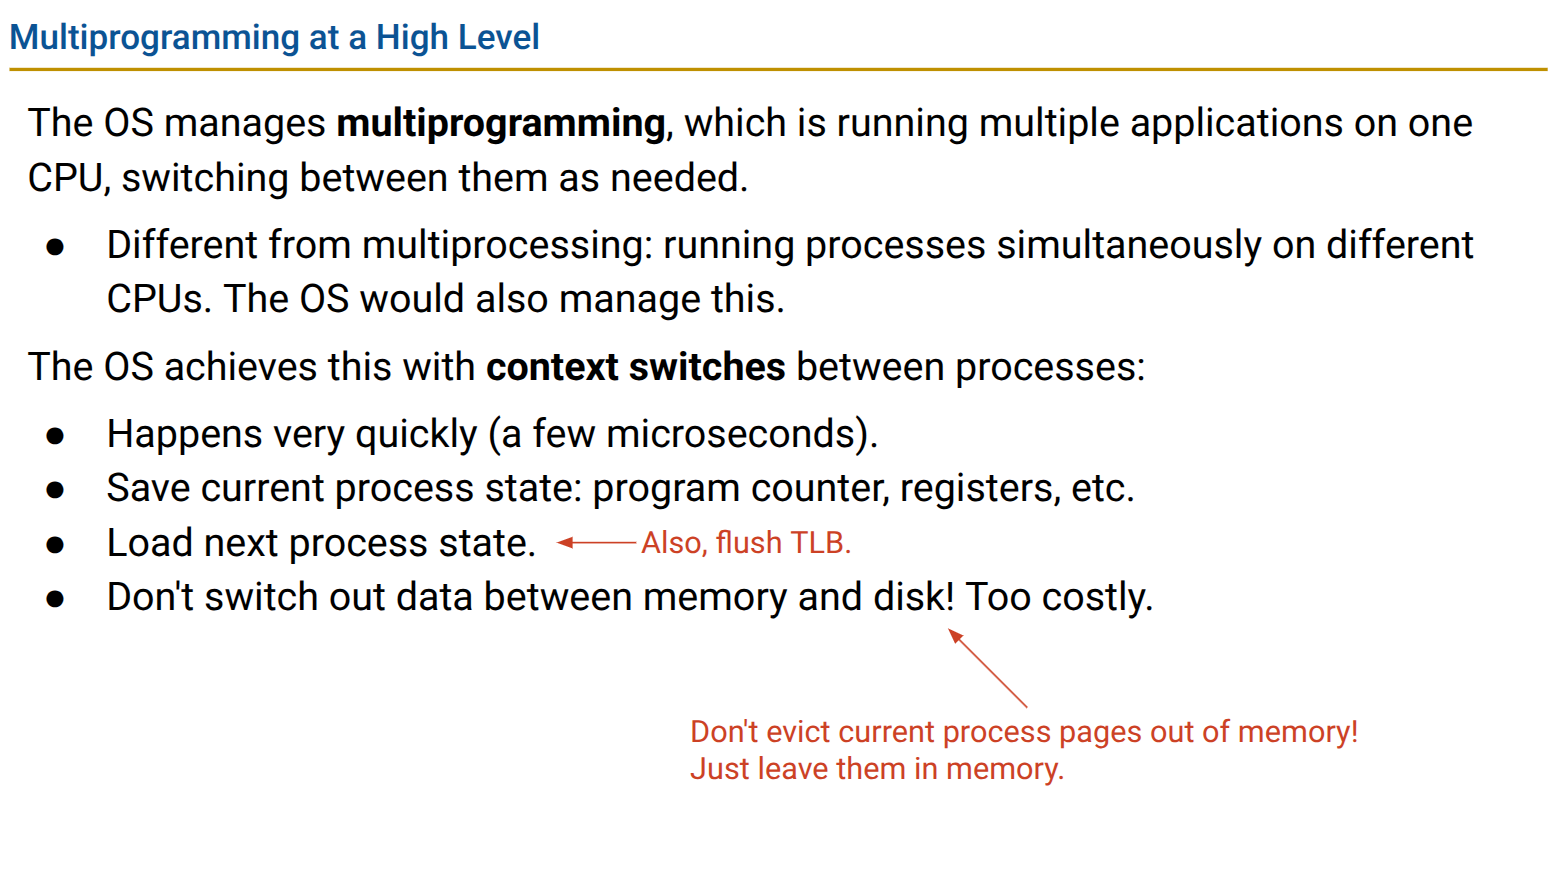 Multiprogramming at a High Level
The OS manages multiprogramming, which is running multiple applications on one
CPU, switching between them as needed.
● Different from multiprocessing: running processes simultaneously on different
CPUs. The OS would also manage this.
The OS achieves this with context switches between processes:
● Happens very quickly (a few microseconds).
● Save current process state: program counter, registers, etc.
● Load next process state. Also, flush TLB.
● Don't switch out data between memory and disk! Too costly.
Don't evict current process pages out of memory!
Just leave them in memory.